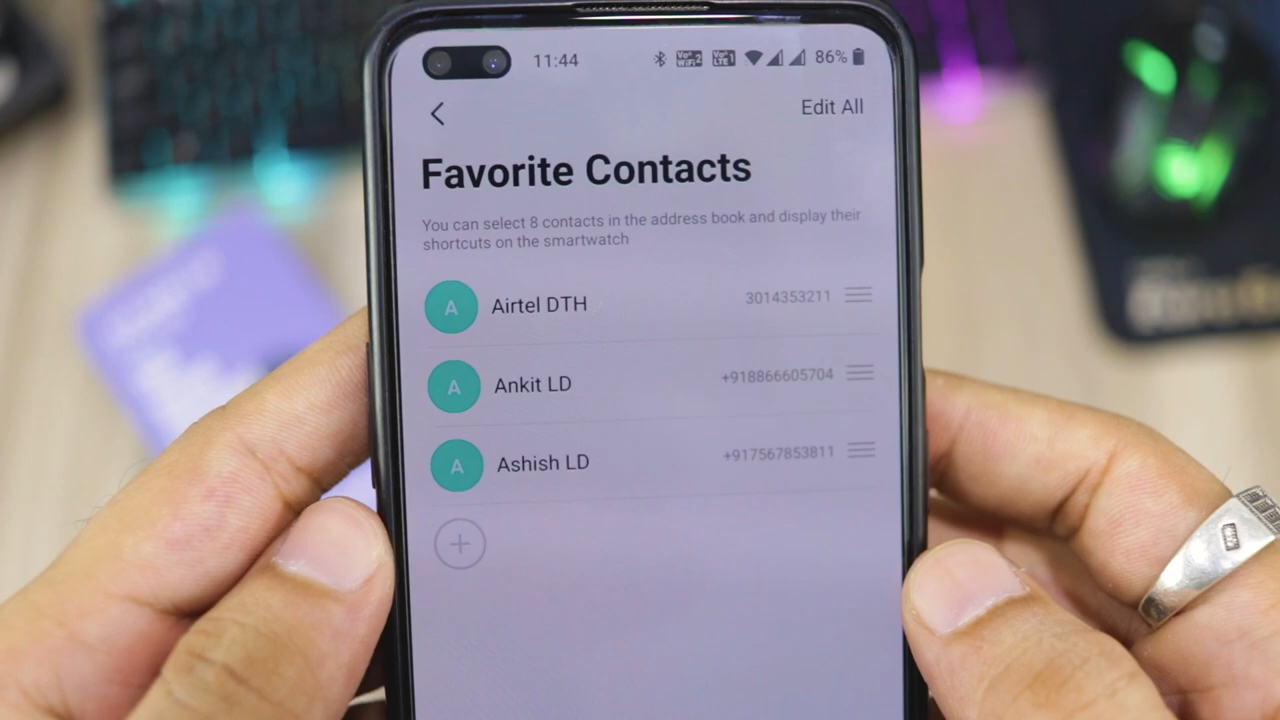 11:44
86%
Edit All
Favorite Contacts
You can select 8 contacts in the address book and display their
shortcuts on the smartwatch
A Airtel DTH 3014353211
A Ankit LD +918866605704
A Ashish LD +917567853811